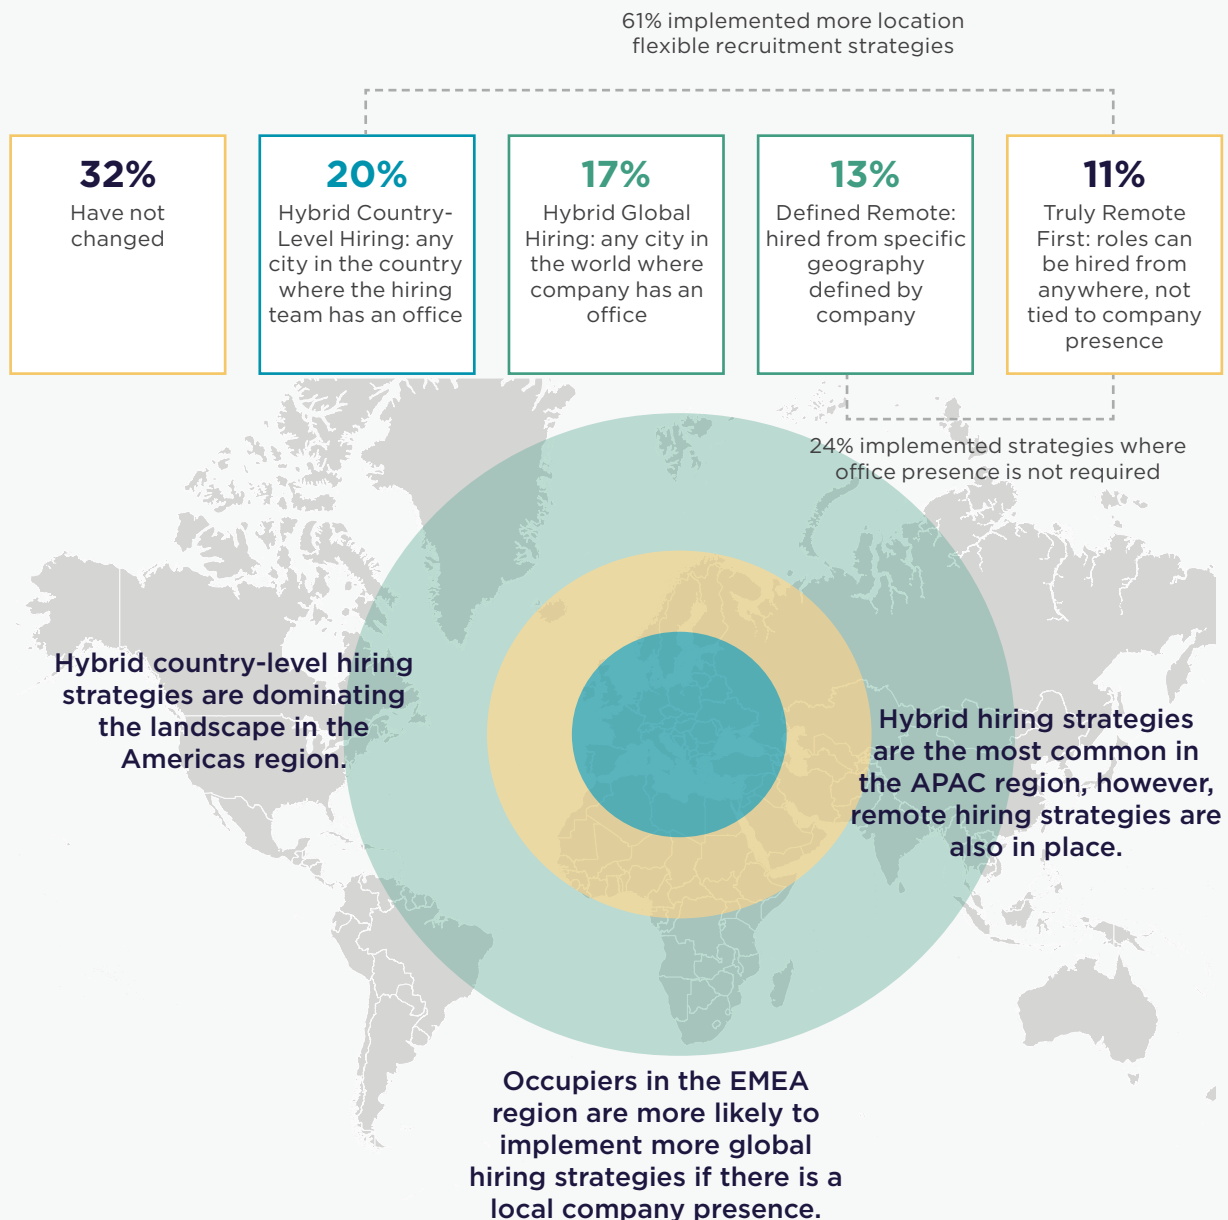 61% implemented more location
flexible recruitment strategies
32%
Have not
changed
20%
Hybrid Country-
Level Hiring: any
city in the country
where the hiring
team has an office
17%
Hybrid Global
Hiring: any city in
the world where
company has an
office
13%
Defined Remote:
hired from specific
geography
defined by
company
11%
Truly Remote
First: roles can
be hired from
anywhere, not
tied to company
presence
24% implemented strategies where
office presence is not required
Hybrid country-level hiring
strategies are dominating
the landscape in the
Americas region.
Hybrid hiring strategies
are the most common in
the APAC region, however,
remote hiring strategies are
also in place.
Occupiers in the EMEA
region are more likely to
implement more global
hiring strategies if there is a
local company presence.